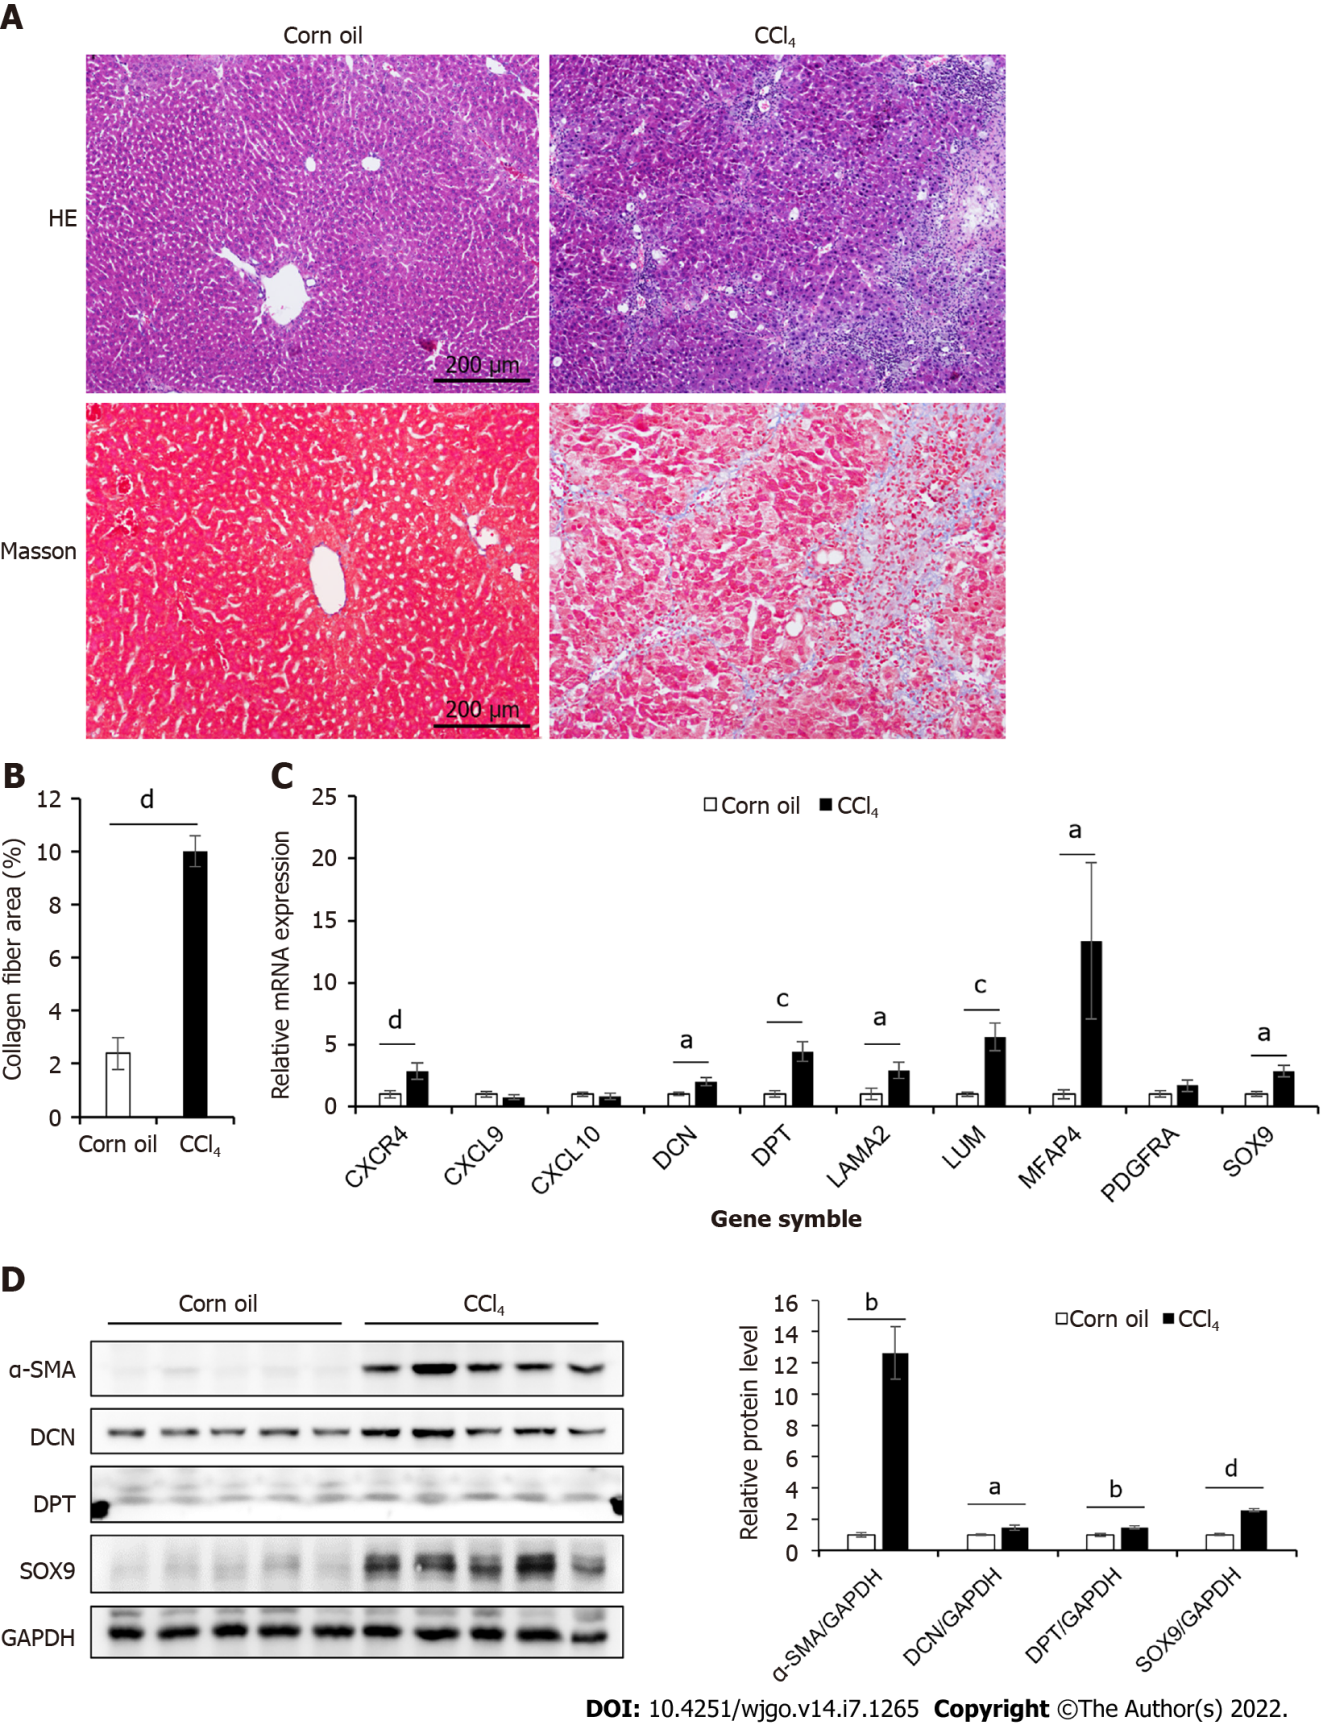 A
Corn oil
CCl₄
HE
200 µm
Masson
200 µm
B
12
10
8
6
4
2
0
Collagen fiber area (%)
d
Corn oil
CCl₄
C
25
20
15
10
5
0
Relative mRNA expression
Corn oil
CCl₄
d
a
c
a
c
a
a
CXCR4
CXCL9
CXCL10
DCN
DPT
LAMA2
LUM
MFAP4
PDGFRA
SOX9
Gene symble
D
Corn oil
CCl₄
α-SMA
DCN
DPT
SOX9
GAPDH
16
14
12
10
8
6
4
2
0
Relative protein level
Corn oil
CCl₄
b
a
b
d
α-SMA/GAPDH
DCN/GAPDH
DPT/GAPDH
SOX9/GAPDH
DOI: 10.4251/wjgo.v14.i7.1265 Copyright ©The Author(s) 2022.